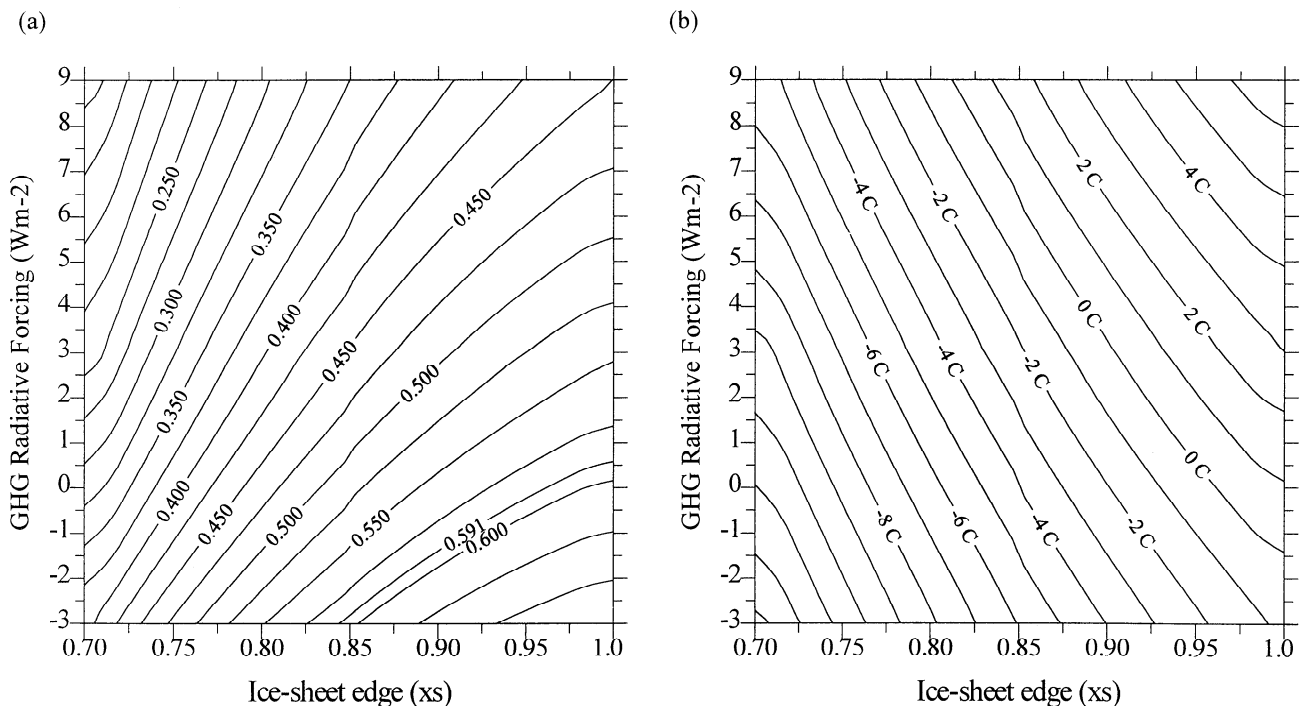 (a)
(b)
GHG Radiative Forcing (Wm-2)
9
8
7
6
5
4
3
2
1
0
-1
-2
-3
0.250
0.300
0.350
0.350
0.400
0.400
0.450
0.450
0.450
0.500
0.500
0.550
0.591
0.600
0.70
0.75
0.80
0.85
0.90
0.95
1.0
Ice-sheet edge (xs)
GHG Radiative Forcing (Wm-2)
9
8
7
6
5
4
3
2
1
0
-1
-2
-3
-4 C
-2 C
2 C
4 C
-6 C
-4 C
-2 C
0 C
2 C
-8 C
-6 C
-4 C
-2 C
0 C
0.70
0.75
0.80
0.85
0.90
0.95
1.0
Ice-sheet edge (xs)